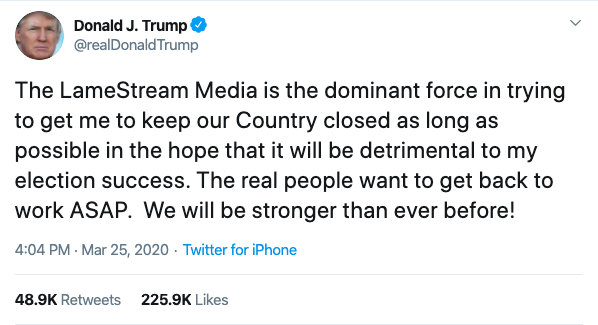 Donald J. Trump
@realDonaldTrump
The LameStream Media is the dominant force in trying
to get me to keep our Country closed as long as
possible in the hope that it will be detrimental to my
election success. The real people want to get back to
work ASAP.  We will be stronger than ever before!
4:04 PM · Mar 25, 2020 · Twitter for iPhone
48.9K Retweets 225.9K Likes